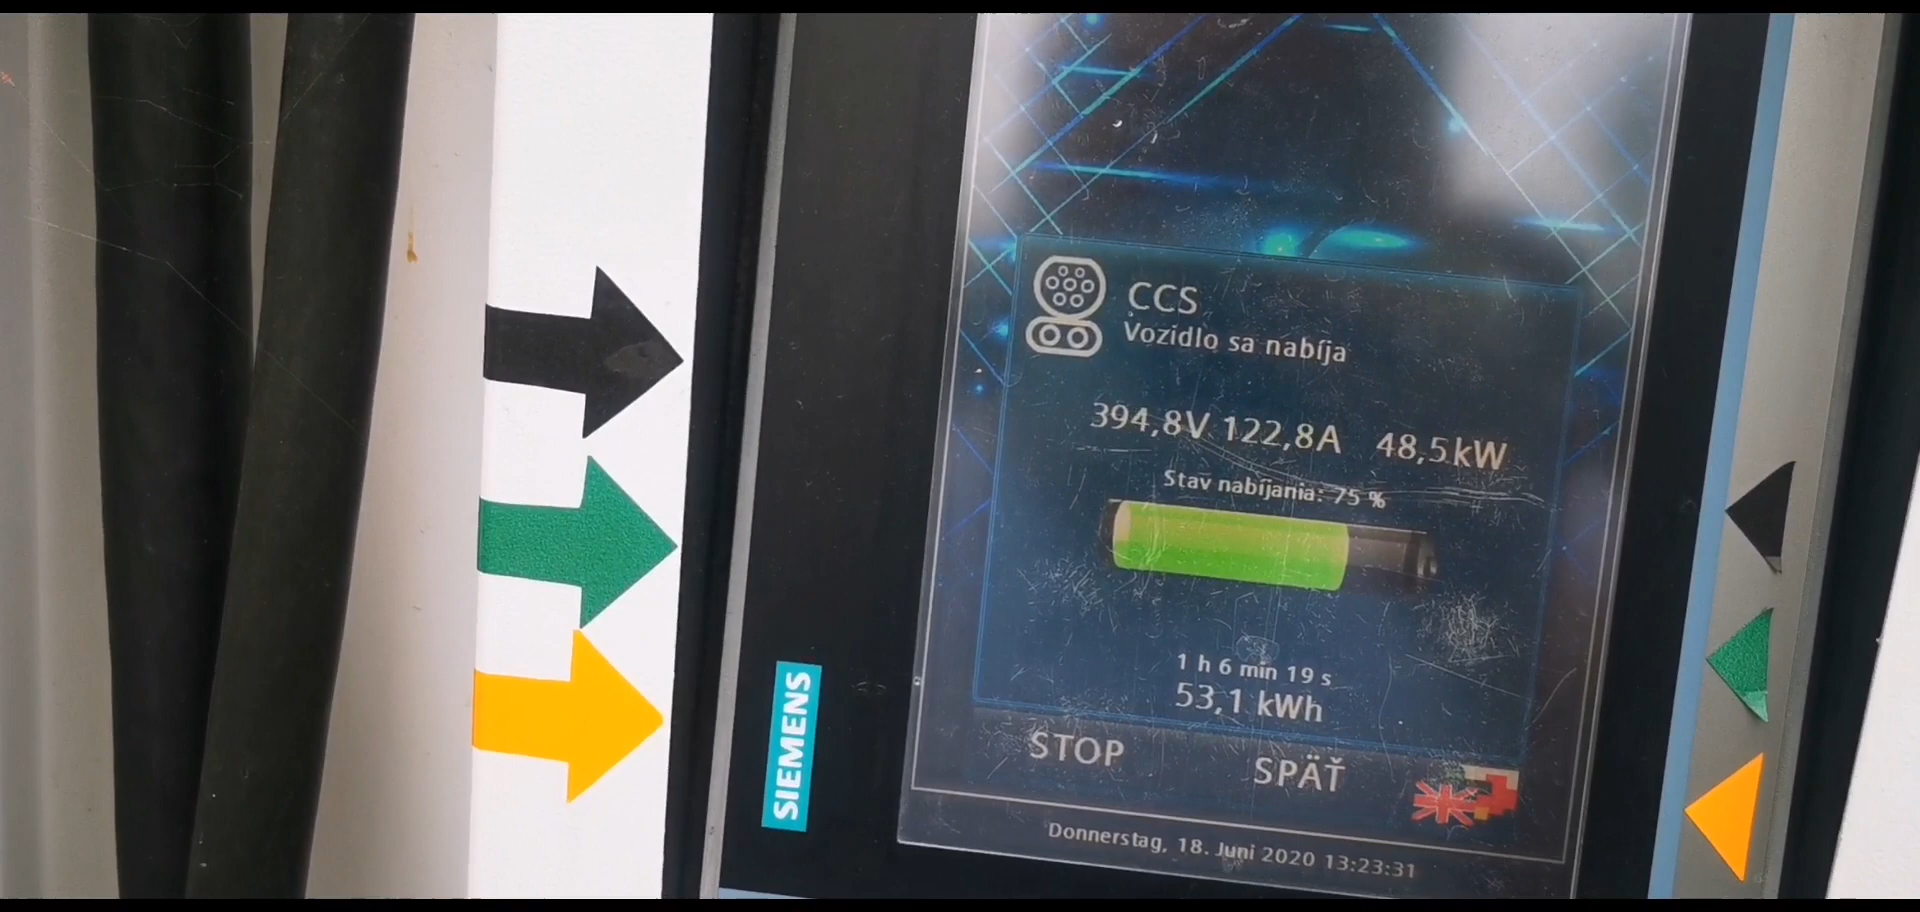 CCS
Vozidlo sa nabíja
394,8V 122,8A 48,5kW
Stav nabíjania: 75 %
1 h 6 min 19 s
53,1 kWh
STOP SPÄŤ
SIEMENS
Donnerstag, 18. Juni 2020 13:23:31